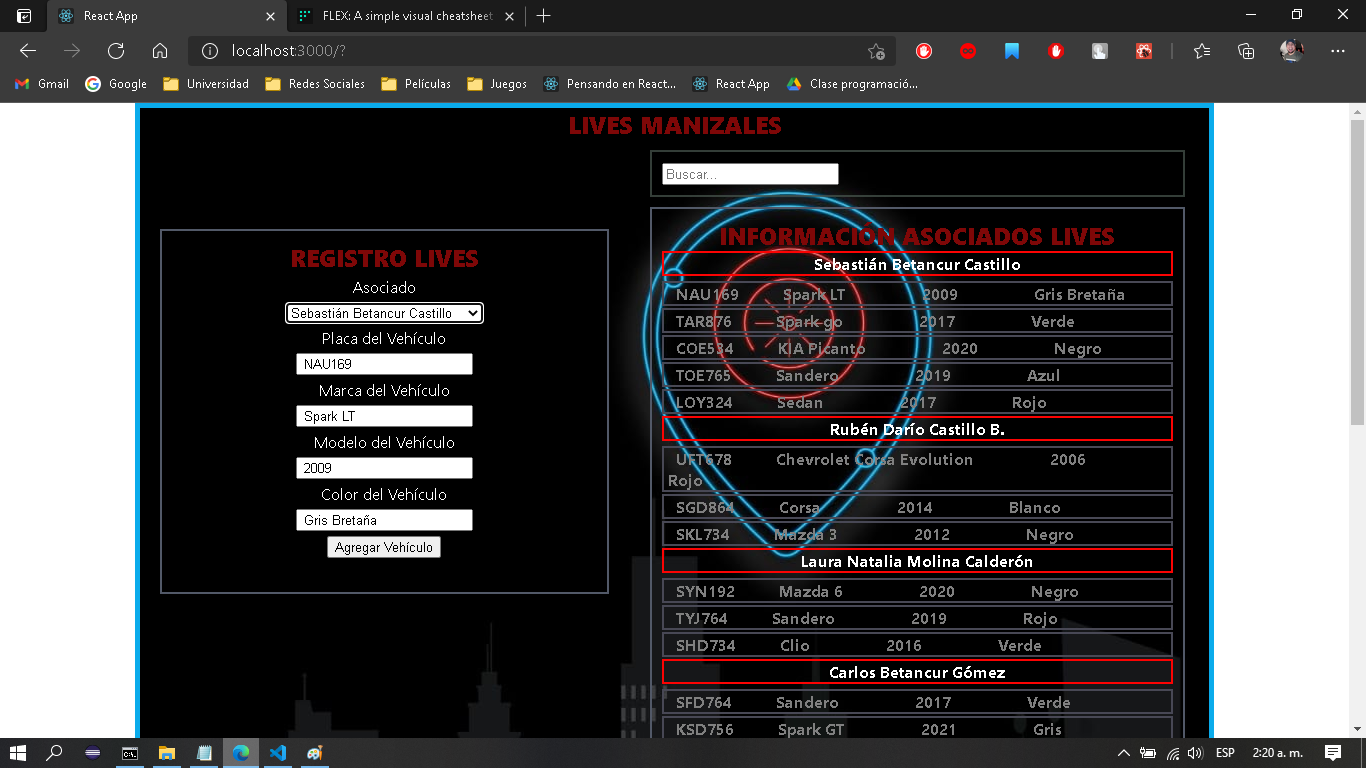 React App
FLEX: A simple visual cheatsheet
localhost:3000/?
Gmail
Google
Universidad
Redes Sociales
Películas
Juegos
Pensando en React...
React App
Clase programació...
LIVES MANIZALES
Buscar...
REGISTRO LIVES
Asociado
Sebastián Betancur Castillo
Placa del Vehículo
NAU169
Marca del Vehículo
Spark LT
Modelo del Vehículo
2009
Color del Vehículo
Gris Bretaña
Agregar Vehículo
INFORMACIÓN ASOCIADOS LIVES
Sebastián Betancur Castillo
NAU169 Spark LT 2009 Gris Bretaña
TAR876 Spark go 2017 Verde
COE534 KIA Picanto 2020 Negro
TOE765 Sandero 2019 Azul
LOY324 Sedan 2017 Rojo
Rubén Darío Castillo B.
UFT678 Chevrolet Corsa Evolution 2006
Rojo
SGD864 Corsa 2014 Blanco
SKL734 Mazda 3 2012 Negro
Laura Natalia Molina Calderón
SYN192 Mazda 6 2020 Negro
TYJ764 Sandero 2019 Rojo
SHD734 Clio 2016 Verde
Carlos Betancur Gómez
SFD764 Sandero 2017 Verde
KSD756 Spark GT 2021 Gris
ESP
2:20 a. m.